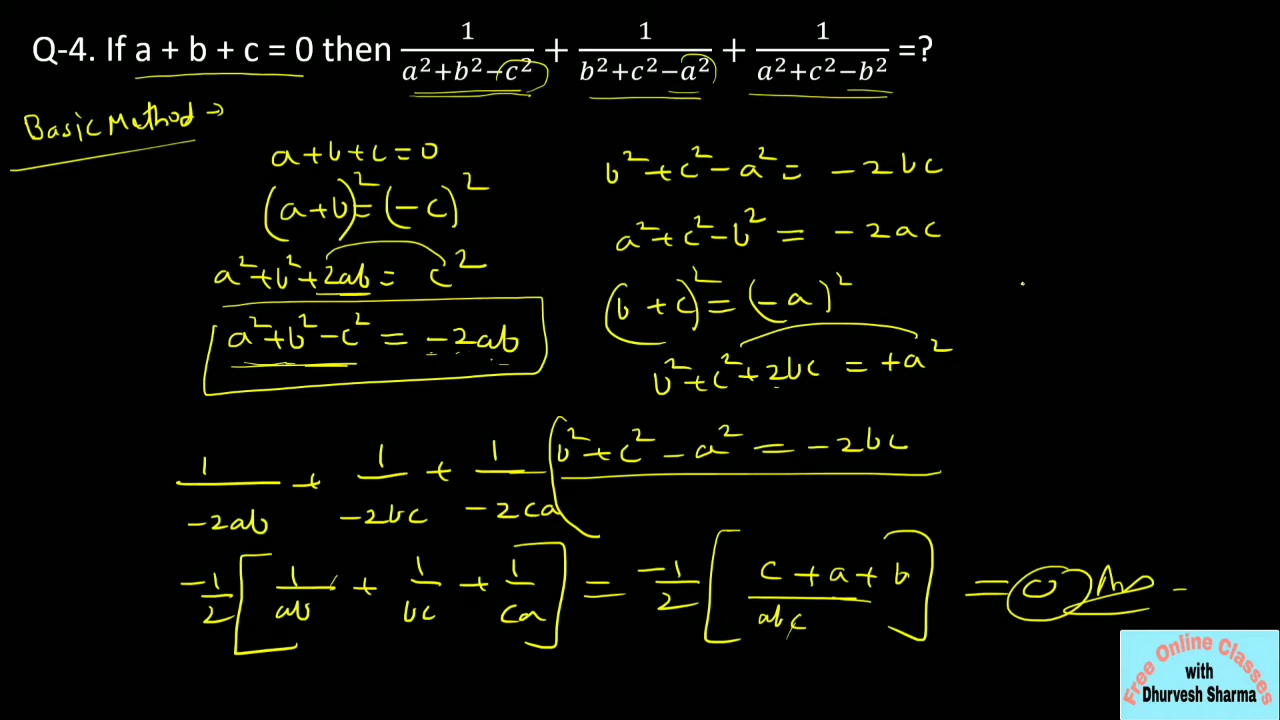 Q-4. If a + b + c = 0 then 1/(a²+b²−c²) + 1/(b²+c²−a²) + 1/(a²+c²−b²) =?
Basic Method →
a+b+c=0
(a+b)²=(-c)²
a²+b²+2ab = c²
a²+b²-c² = -2ab
b²+c²-a² = -2bc
a²+c²-b² = -2ac
(b+c)²=(-a)²
b²+c²+2bc = +a²
b²+c²-a² = -2bc
1/-2ab + 1/-2bc + 1/-2ca
-1/2 [1/ab + 1/bc + 1/ca] = -1/2 [(c+a+b)/abc] = 0 Ans
Free Online Classes
with
Dhurvesh Sharma